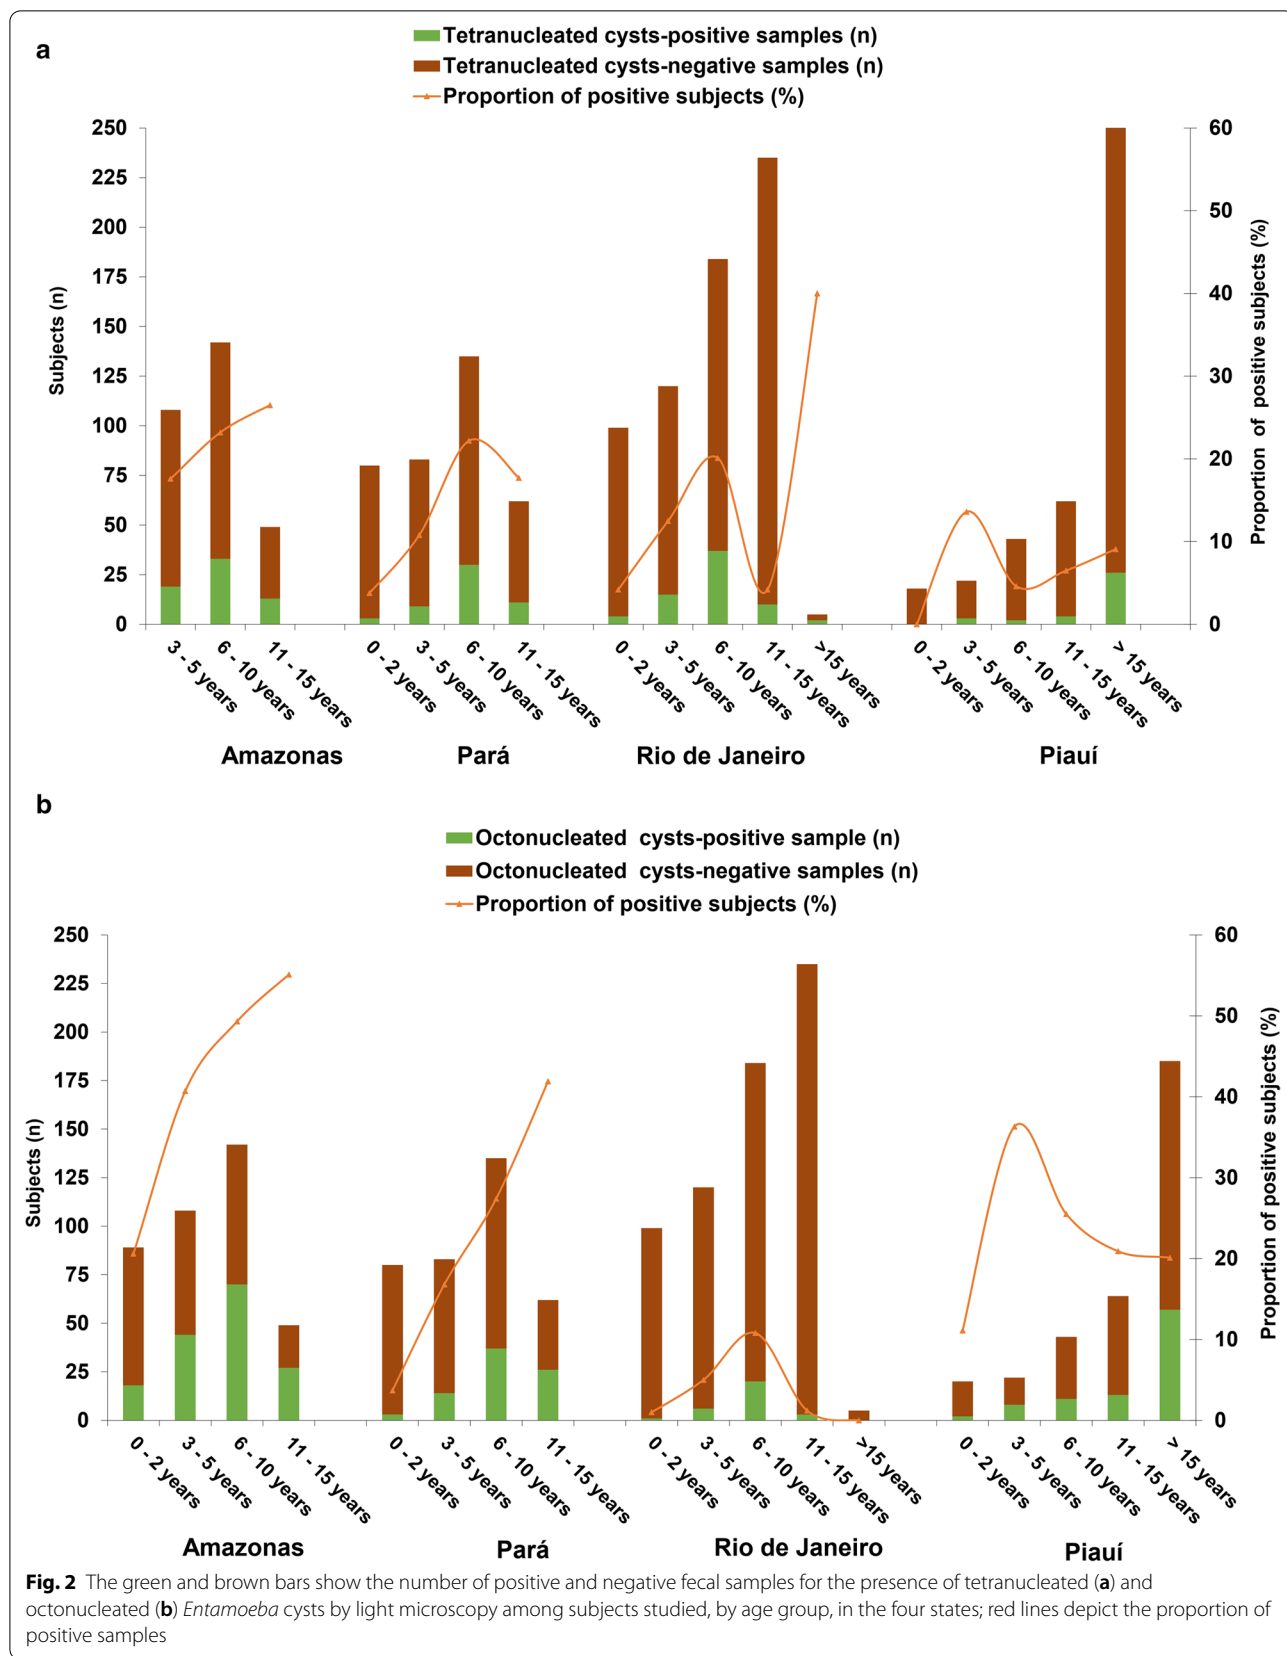 a
Tetranucleated cysts-positive samples (n)
Tetranucleated cysts-negative samples (n)
Proportion of positive subjects (%)
250
225
200
175
150
125
100
75
50
25
0
Subjects (n)
60
50
40
30
20
10
0
Proportion of positive subjects (%)
3 - 5 years
6 - 10 years
11 - 15 years
0 - 2 years
3 - 5 years
6 - 10 years
11 - 15 years
0 - 2 years
3 - 5 years
6 - 10 years
11 - 15 years
>15 years
0 - 2 years
3 - 5 years
6 - 10 years
11 - 15 years
> 15 years
Amazonas
Pará
Rio de Janeiro
Piauí
b
Octonucleated cysts-positive sample (n)
Octonucleated cysts-negative samples (n)
Proportion of positive subjects (%)
250
225
200
175
150
125
100
75
50
25
0
Subjects (n)
60
50
40
30
20
10
0
Proportion of positive subjects (%)
0 - 2 years
3 - 5 years
6 - 10 years
11 - 15 years
0 - 2 years
3 - 5 years
6 - 10 years
11 - 15 years
0 - 2 years
3 - 5 years
6 - 10 years
11 - 15 years
>15 years
0 - 2 years
3 - 5 years
6 - 10 years
11 - 15 years
> 15 years
Amazonas
Pará
Rio de Janeiro
Piauí
Fig. 2 The green and brown bars show the number of positive and negative fecal samples for the presence of tetranucleated (a) and
octonucleated (b) Entamoeba cysts by light microscopy among subjects studied, by age group, in the four states; red lines depict the proportion of
positive samples